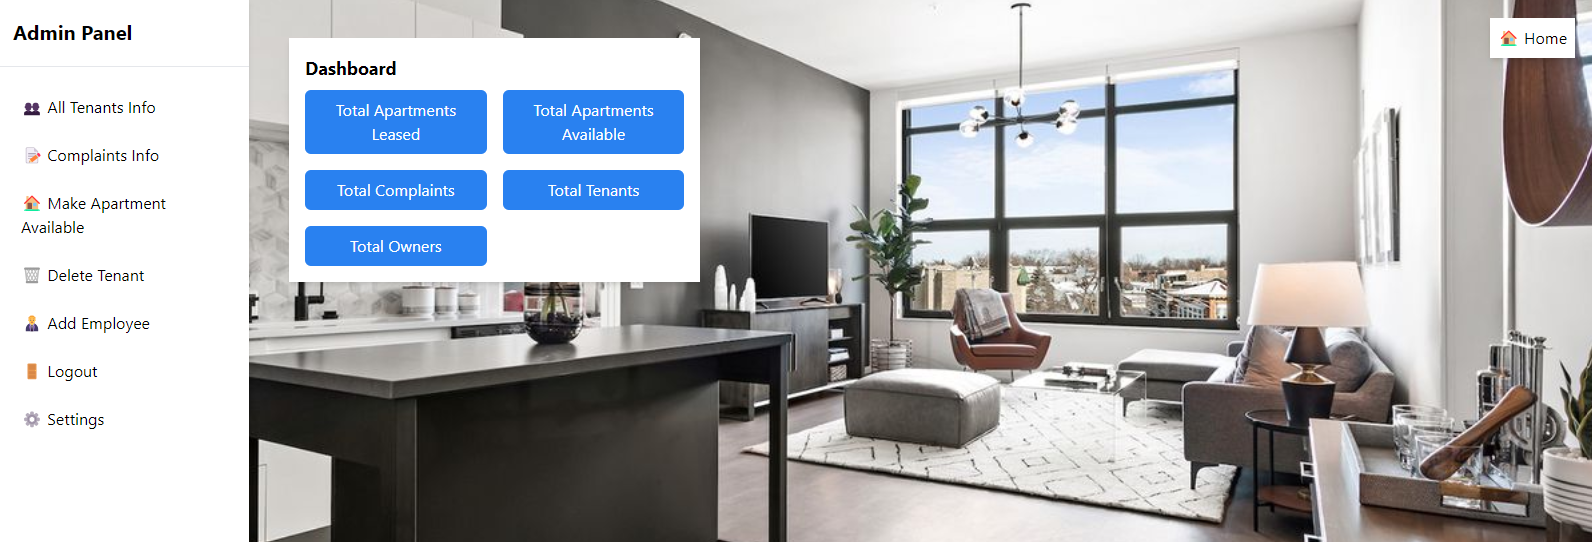 Admin Panel
All Tenants Info
Complaints Info
Make Apartment
Available
Delete Tenant
Add Employee
Logout
Settings
Dashboard
Total Apartments
Leased
Total Apartments
Available
Total Complaints
Total Tenants
Total Owners
Home